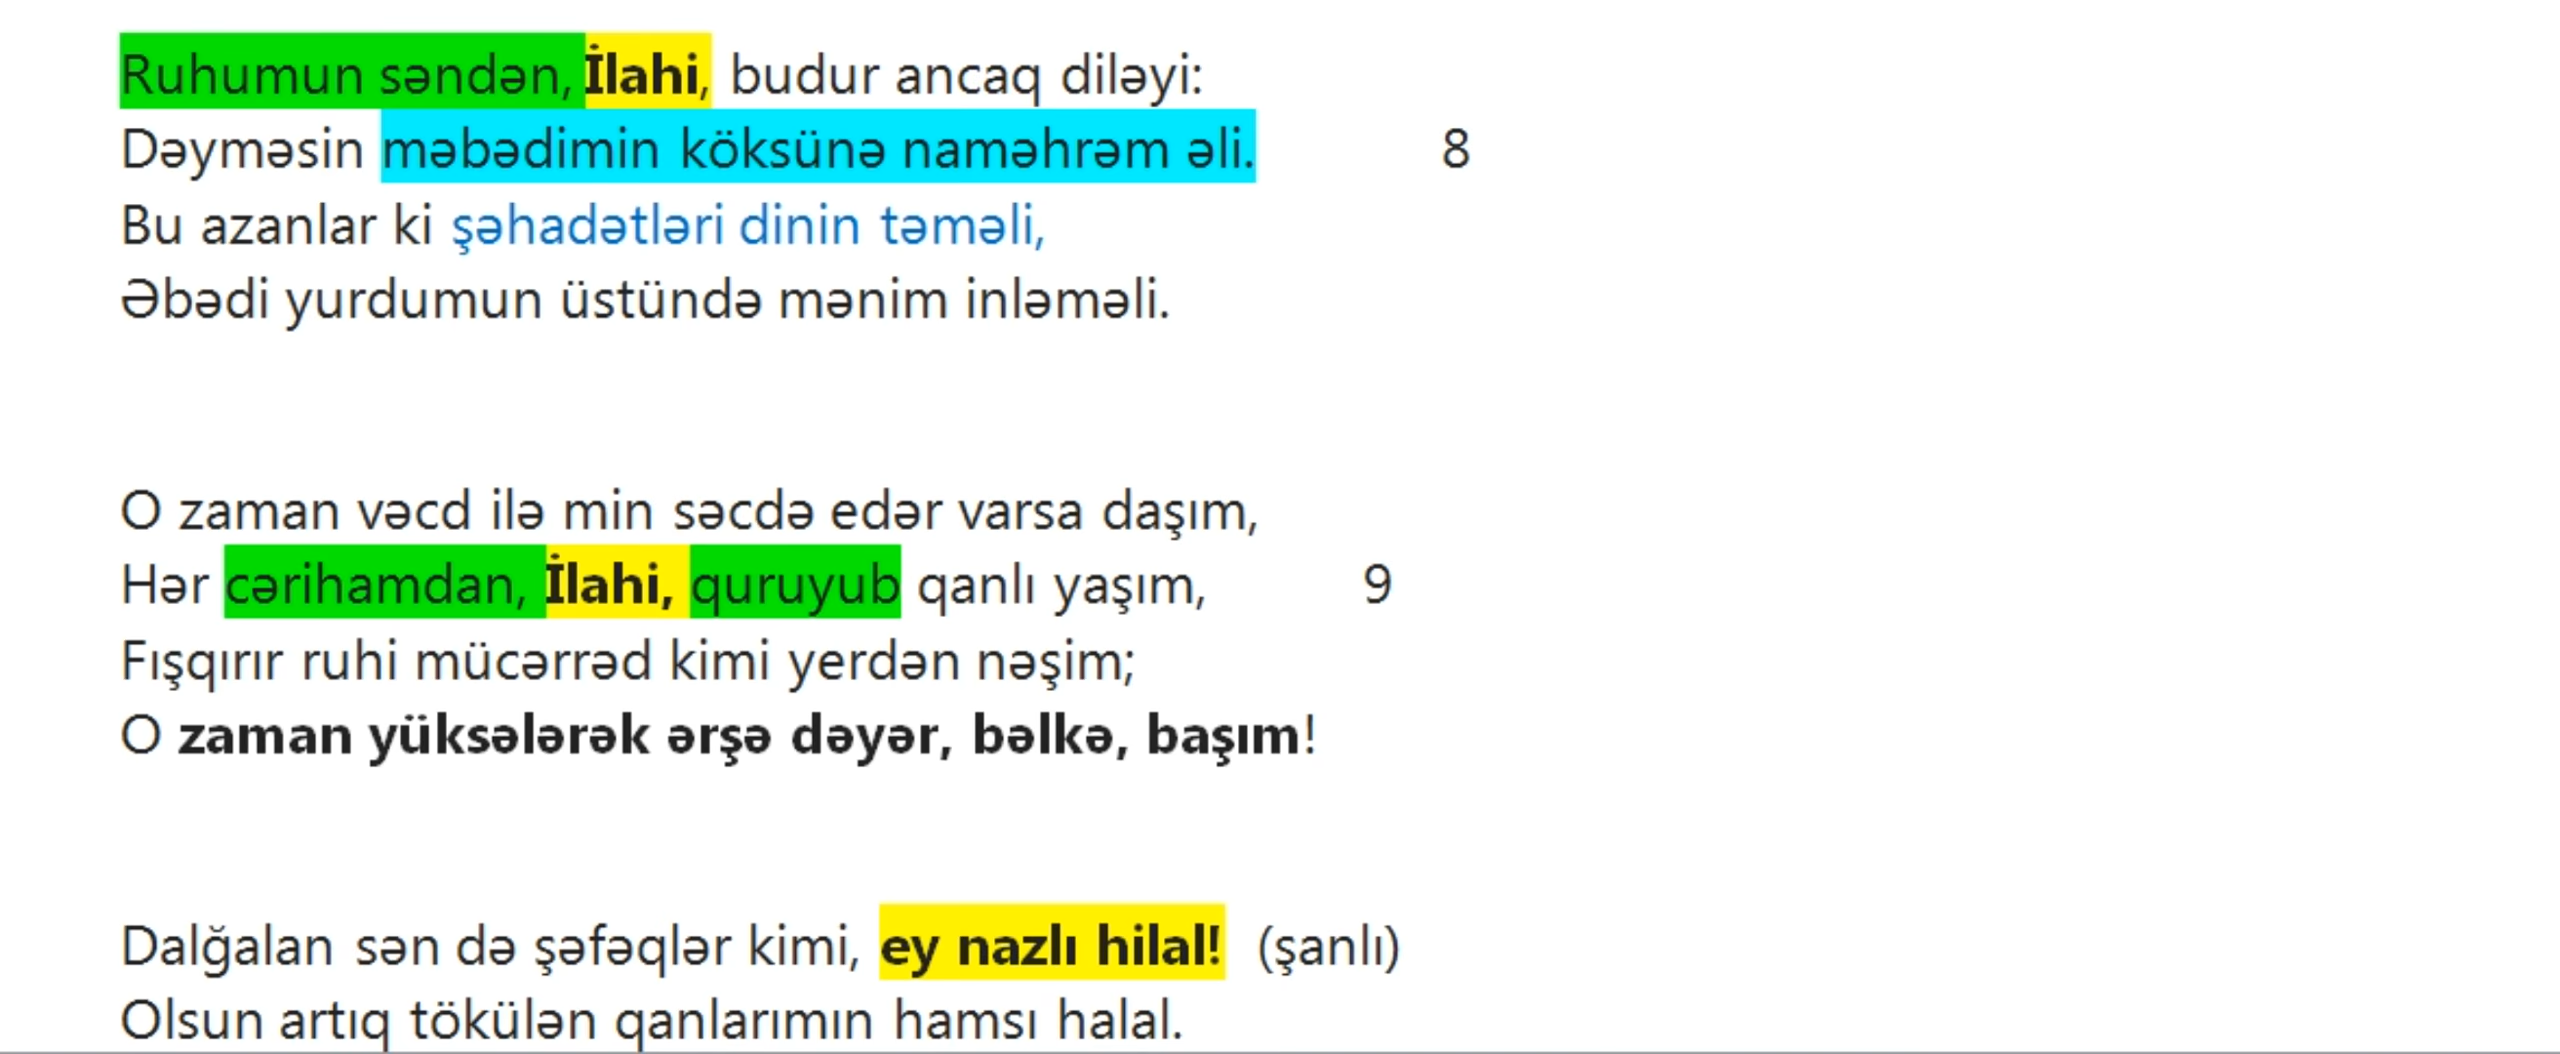 Ruhumun səndən, İlahi, budur ancaq diləyi:
Dəyməsin məbədimin köksünə naməhrəm əli. 8
Bu azanlar ki şəhadətləri dinin təməli,
Əbədi yurdumun üstündə mənim inləməli.
O zaman vəcd ilə min səcdə edər varsa daşım,
Hər cərihamdan, İlahi, quruyub qanlı yaşım, 9
Fışqırır ruhi mücərrəd kimi yerdən nəşim;
O zaman yüksələrək ərşə dəyər, bəlkə, başım!
Dalğalan sən də şəfəqlər kimi, ey nazlı hilal! (şanlı)
Olsun artıq tökülən qanlarımın hamsı halal.